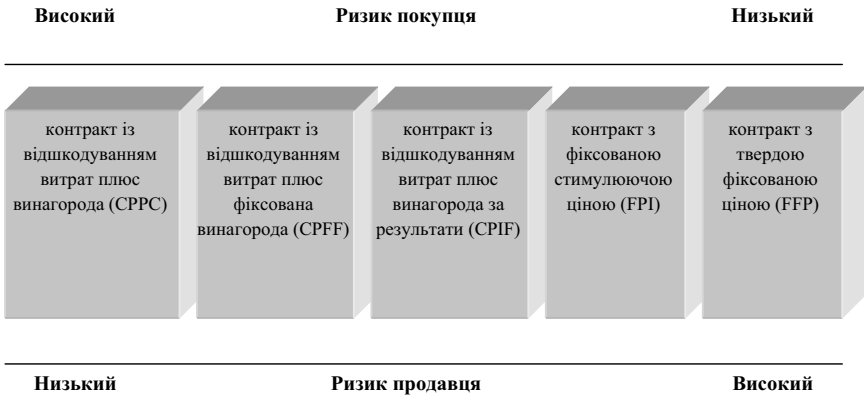 Високий Ризик покупця Низький
контракт із
відшкодуванням
витрат плюс
винагорода (CPPC)
контракт із
відшкодуванням
витрат плюс
фіксована
винагорода (CPFF)
контракт із
відшкодуванням
витрат плюс
винагорода за
результати (CPIF)
контракт з
фіксованою
стимулюючою
ціною (FPI)
контракт з
твердою
фіксованою
ціною (FFP)
Низький Ризик продавця Високий